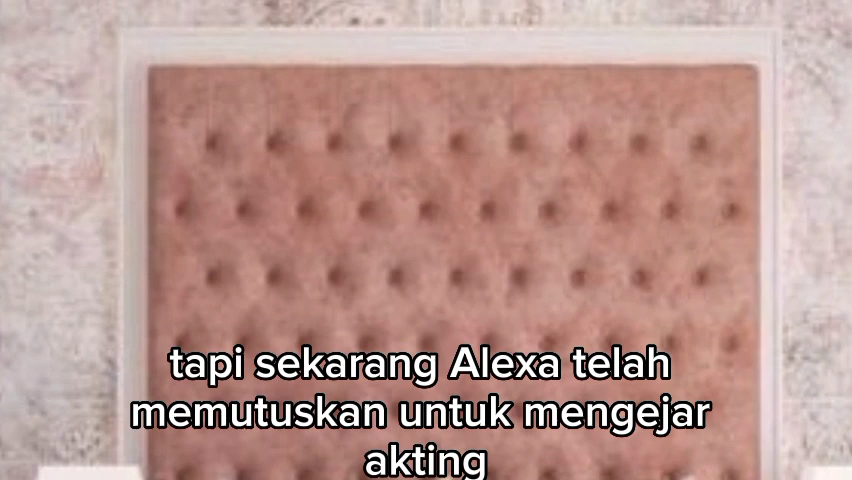 tapi sekarang Alexa telah
memutuskan untuk mengejar
akting